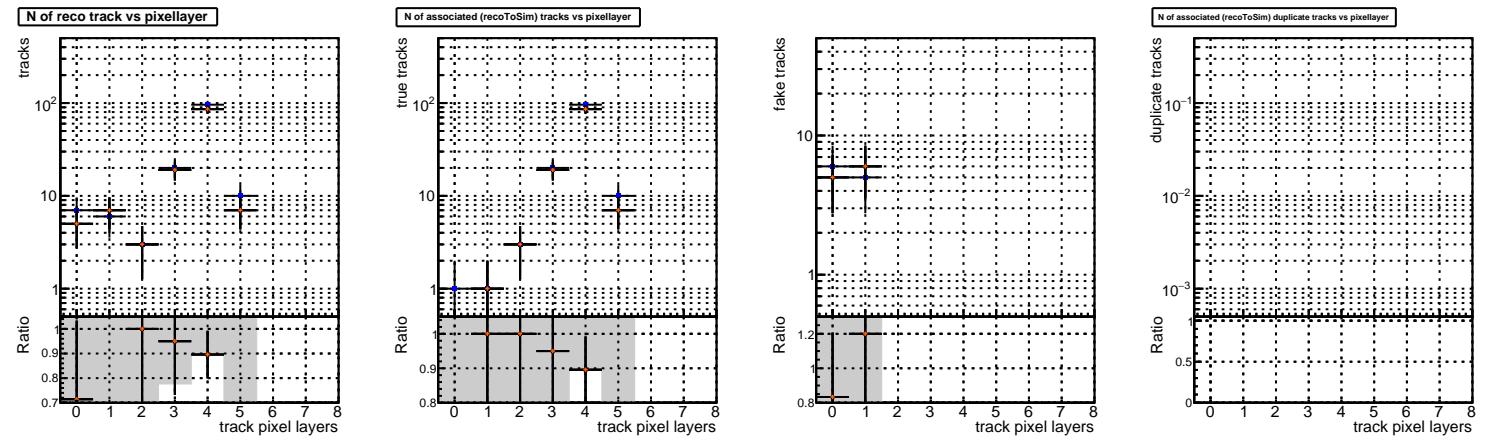 N of reco track vs pixellayer
tracks
10²
10
1
Ratio
1
0.9
0.8
0.7
0 1 2 3 4 5 6 7 8
track pixel layers
N of associated (recoToSim) tracks vs pixellayer
true tracks
10²
10
1
Ratio
1
0.9
0.8
0 1 2 3 4 5 6 7 8
track pixel layers
fake tracks
10
1
Ratio
1.2
1
0.8
0 1 2 3 4 5 6 7 8
track pixel layers
N of associated (recoToSim) duplicate tracks vs pixellayer
duplicate tracks
10⁻¹
10⁻²
10⁻³
Ratio
1
0.5
0
0 1 2 3 4 5 6 7 8
track pixel layers